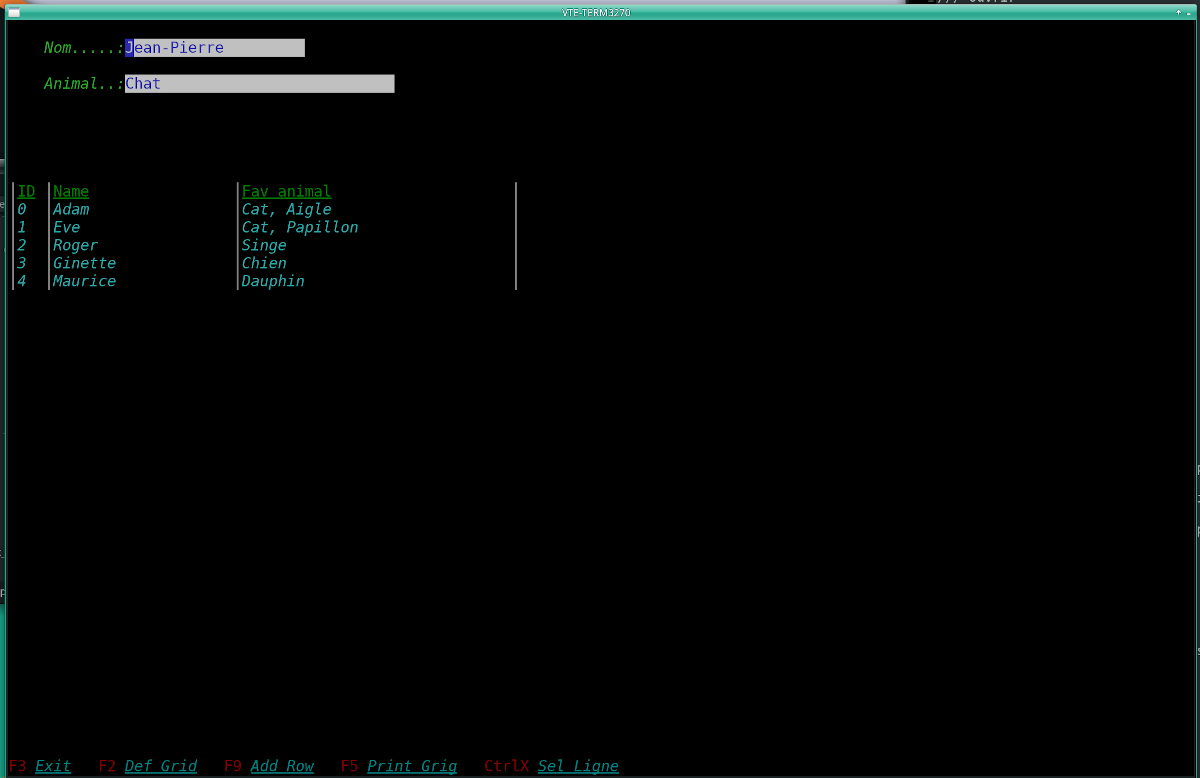 VTE-TERM3270
Nom.....:Jean-Pierre
Animal..:Chat
ID Name Fav animal
0 Adam Cat, Aigle
1 Eve Cat, Papillon
2 Roger Singe
3 Ginette Chien
4 Maurice Dauphin
F3 Exit F2 Def Grid F9 Add Row F5 Print Grig CtrlX Sel Ligne